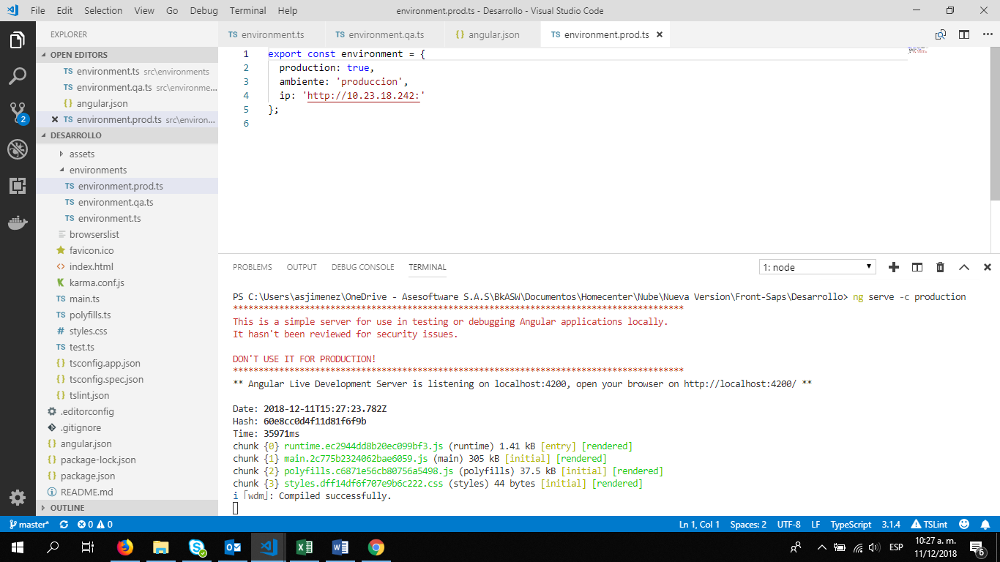 File Edit Selection View Go Debug Terminal Help
environment.prod.ts - Desarrollo - Visual Studio Code
EXPLORER
OPEN EDITORS
TS environment.ts src\environments
TS environment.qa.ts src\environme...
{ } angular.json
× TS environment.prod.ts src\environ...
DESARROLLO
assets
environments
TS environment.prod.ts
TS environment.qa.ts
TS environment.ts
browserslist
favicon.ico
<> index.html
karma.conf.js
TS main.ts
TS polyfills.ts
# styles.css
TS test.ts
{ } tsconfig.app.json
{ } tsconfig.spec.json
{ } tslint.json
.editorconfig
.gitignore
{ } angular.json
{ } package-lock.json
{ } package.json
README.md
OUTLINE
2
TS environment.ts
TS environment.qa.ts
{ } angular.json
TS environment.prod.ts ×
1 export const environment = {
2 production: true,
3 ambiente: 'produccion',
4 ip: 'http://10.23.18.242:'
5 };
6
PROBLEMS OUTPUT DEBUG CONSOLE TERMINAL
1: node
PS C:\Users\asjimenez\OneDrive - Asesoftware S.A.S\BkASW\Documentos\Homecenter\Nube\Nueva Version\Front-Saps\Desarrollo> ng serve -c production
****************************************************************************************
This is a simple server for use in testing or debugging Angular applications locally.
It hasn't been reviewed for security issues.
DON'T USE IT FOR PRODUCTION!
****************************************************************************************
** Angular Live Development Server is listening on localhost:4200, open your browser on http://localhost:4200/ **
Date: 2018-12-11T15:27:23.782Z
Hash: 60e8cc0d4f11d81f6f9b
Time: 35971ms
chunk {0} runtime.ec2944dd8b20ec099bf3.js (runtime) 1.41 kB [entry] [rendered]
chunk {1} main.2c775b2324062bae6059.js (main) 305 kB [initial] [rendered]
chunk {2} polyfills.c6871e56cb80756a5498.js (polyfills) 37.5 kB [initial] [rendered]
chunk {3} styles.dff14df6f707e9b6c222.css (styles) 44 bytes [initial] [rendered]
i ｢wdm｣: Compiled successfully.
master* 0 0
Ln 1, Col 1 Spaces: 2 UTF-8 LF TypeScript 3.1.4 TSLint
ESP
10:27 a. m.
11/12/2018
6